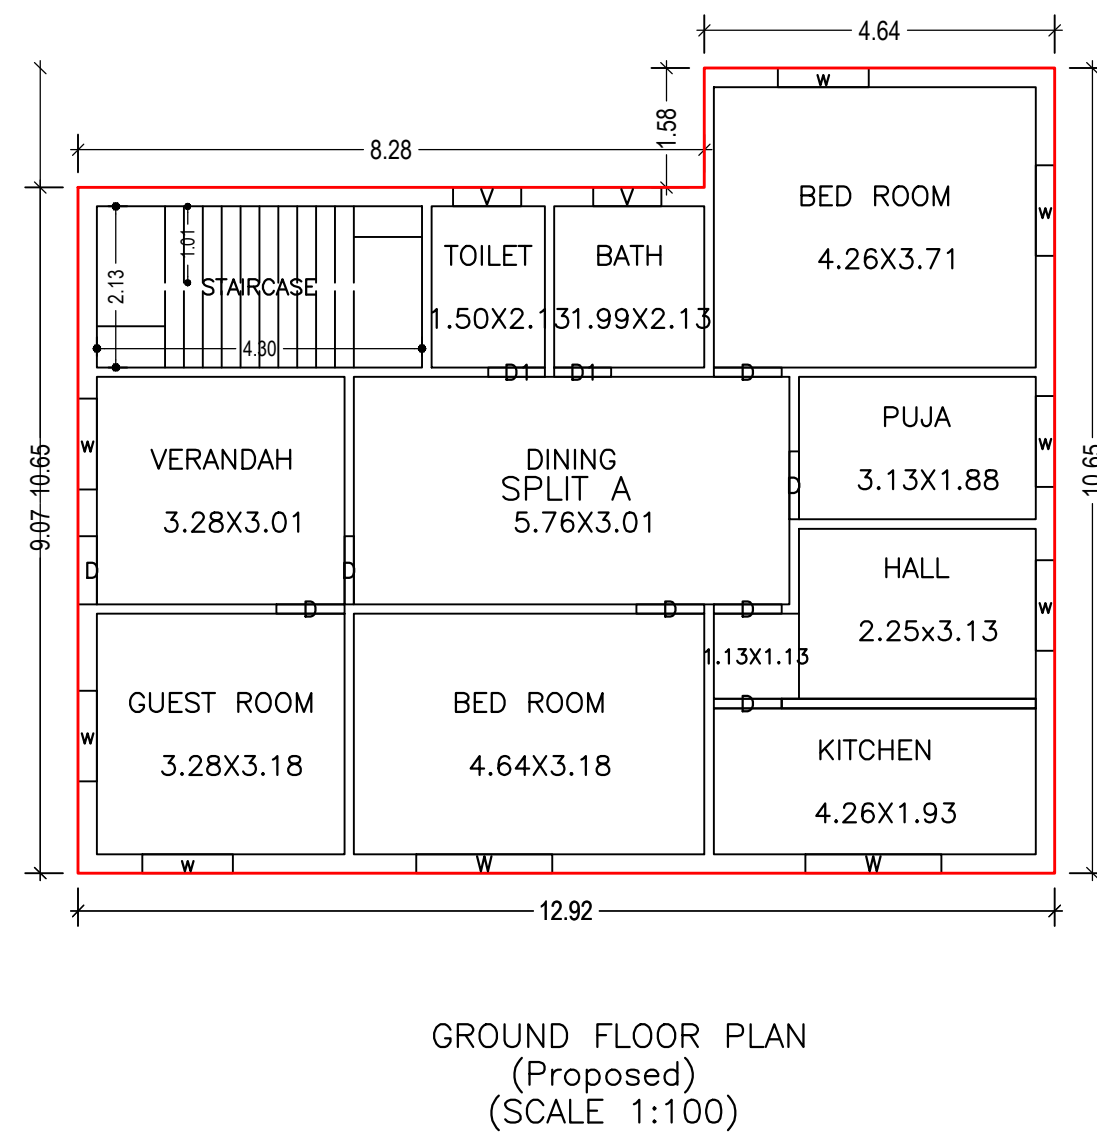 4.64
W
1.58
8.28
V
V
BED ROOM
4.26X3.71
W
1.01
TOILET
BATH
2.13
STAIRCASE
1.50X2.13
1.99X2.13
4.30
D1
D1
D
PUJA
3.13X1.88
W
W
VERANDAH
3.28X3.01
DINING
SPLIT A
5.76X3.01
D
9.07
10.65
10.65
D
D
HALL
2.25x3.13
W
D
D
D
1.13X1.13
D
GUEST ROOM
3.28X3.18
BED ROOM
4.64X3.18
W
KITCHEN
4.26X1.93
W
W
W
12.92
GROUND FLOOR PLAN
(Proposed)
(SCALE 1:100)